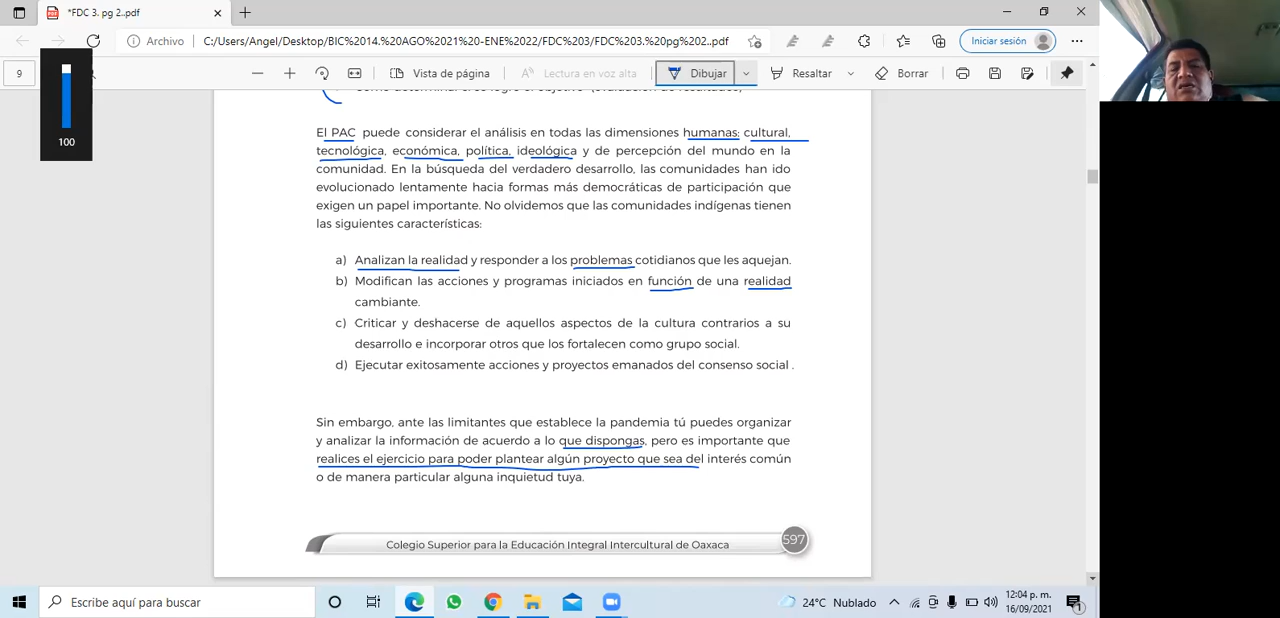 *FDC 3. pg 2..pdf
Archivo
C:/Users/Angel/Desktop/BIC%2014.%20AGO%2021%20-ENE%2022/FDC%203/FDC%203.%20pg%202..pdf
Iniciar sesión
9
Vista de página
Lectura en voz alta
Dibujar
Resaltar
Borrar
100
El PAC puede considerar el análisis en todas las dimensiones humanas; cultural,
tecnológica, económica, política, ideológica y de percepción del mundo en la
comunidad. En la búsqueda del verdadero desarrollo, las comunidades han ido
evolucionado lentamente hacia formas más democráticas de participación que
exigen un papel importante. No olvidemos que las comunidades indígenas tienen
las siguientes características:
a) Analizan la realidad y responder a los problemas cotidianos que les aquejan.
b) Modifican las acciones y programas iniciados en función de una realidad
cambiante.
c) Criticar y deshacerse de aquellos aspectos de la cultura contrarios a su
desarrollo e incorporar otros que los fortalecen como grupo social.
d) Ejecutar exitosamente acciones y proyectos emanados del consenso social .
Sin embargo, ante las limitantes que establece la pandemia tú puedes organizar
y analizar la información de acuerdo a lo que dispongas, pero es importante que
realices el ejercicio para poder plantear algún proyecto que sea del interés común
o de manera particular alguna inquietud tuya.
Colegio Superior para la Educación Integral Intercultural de Oaxaca
597
Escribe aquí para buscar
24°C Nublado
12:04 p. m.
16/09/2021
1